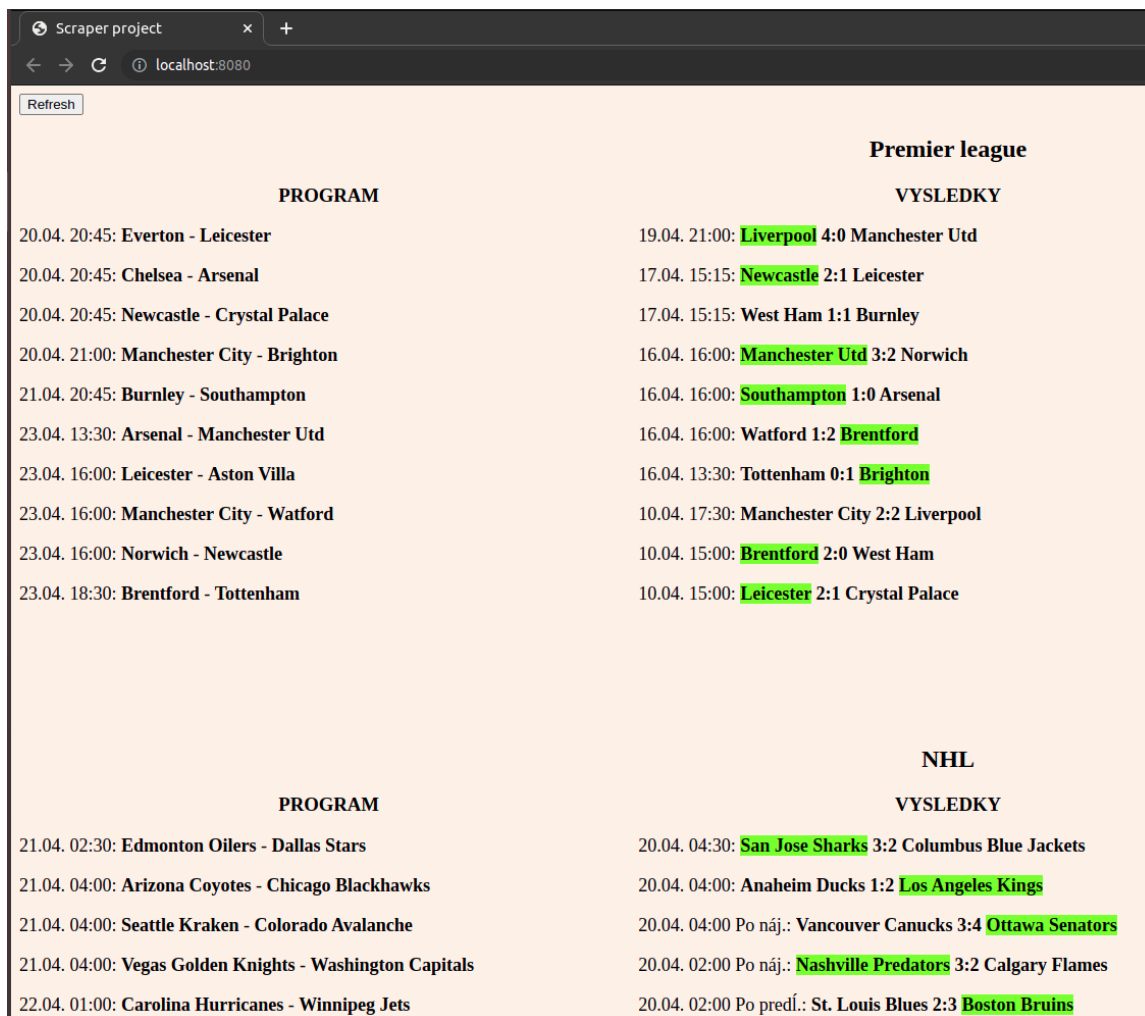 Scraper project
localhost:8080
Refresh
Premier league
PROGRAM
20.04. 20:45: Everton - Leicester
20.04. 20:45: Chelsea - Arsenal
20.04. 20:45: Newcastle - Crystal Palace
20.04. 21:00: Manchester City - Brighton
21.04. 20:45: Burnley - Southampton
23.04. 13:30: Arsenal - Manchester Utd
23.04. 16:00: Leicester - Aston Villa
23.04. 16:00: Manchester City - Watford
23.04. 16:00: Norwich - Newcastle
23.04. 18:30: Brentford - Tottenham
VYSLEDKY
19.04. 21:00: Liverpool 4:0 Manchester Utd
17.04. 15:15: Newcastle 2:1 Leicester
17.04. 15:15: West Ham 1:1 Burnley
16.04. 16:00: Manchester Utd 3:2 Norwich
16.04. 16:00: Southampton 1:0 Arsenal
16.04. 16:00: Watford 1:2 Brentford
16.04. 13:30: Tottenham 0:1 Brighton
10.04. 17:30: Manchester City 2:2 Liverpool
10.04. 15:00: Brentford 2:0 West Ham
10.04. 15:00: Leicester 2:1 Crystal Palace
NHL
PROGRAM
21.04. 02:30: Edmonton Oilers - Dallas Stars
21.04. 04:00: Arizona Coyotes - Chicago Blackhawks
21.04. 04:00: Seattle Kraken - Colorado Avalanche
21.04. 04:00: Vegas Golden Knights - Washington Capitals
22.04. 01:00: Carolina Hurricanes - Winnipeg Jets
VYSLEDKY
20.04. 04:30: San Jose Sharks 3:2 Columbus Blue Jackets
20.04. 04:00: Anaheim Ducks 1:2 Los Angeles Kings
20.04. 04:00 Po náj.: Vancouver Canucks 3:4 Ottawa Senators
20.04. 02:00 Po náj.: Nashville Predators 3:2 Calgary Flames
20.04. 02:00 Po predĺ.: St. Louis Blues 2:3 Boston Bruins